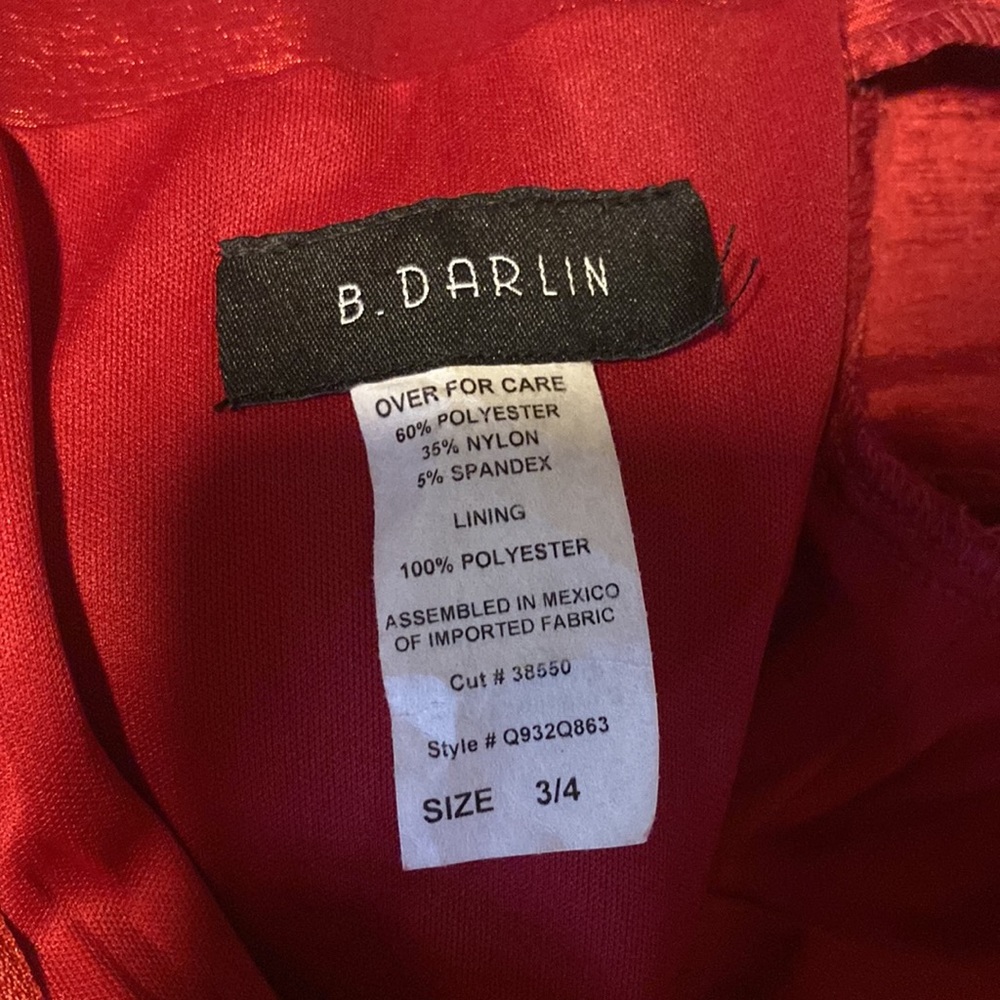 B. DARLIN
OVER FOR CARE
60% POLYESTER
35% NYLON
5% SPANDEX
LINING
100% POLYESTER
ASSEMBLED IN MEXICO
OF IMPORTED FABRIC
Cut # 38550
Style # Q932Q863
SIZE 3/4